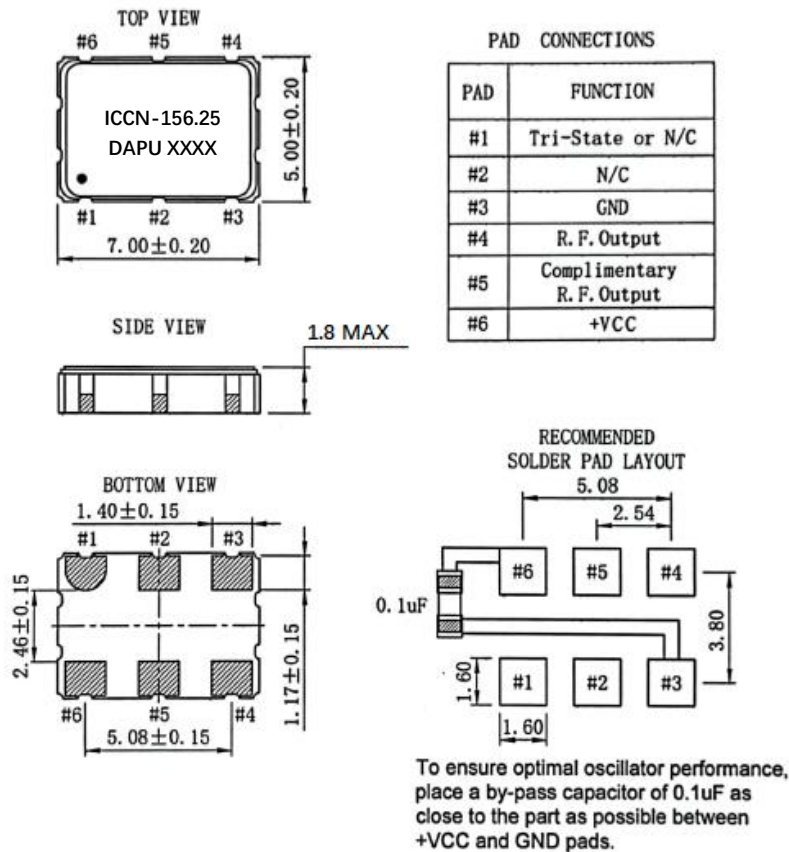 TOP VIEW
#6 #5 #4
ICCN-156.25
DAPU XXXX
#1 #2 #3
5.00±0.20
7.00±0.20
PAD CONNECTIONS
PAD FUNCTION
#1 Tri-State or N/C
#2 N/C
#3 GND
#4 R.F.Output
#5 Complimentary
R.F.Output
#6 +VCC
SIDE VIEW
1.8 MAX
BOTTOM VIEW
1.40±0.15
#1 #2 #3
2.46±0.15
1.17±0.15
#6 #5 #4
5.08±0.15
RECOMMENDED
SOLDER PAD LAYOUT
5.08
2.54
#6 #5 #4
0.1uF
3.80
1.60
#1 #2 #3
1.60
To ensure optimal oscillator performance,
place a by-pass capacitor of 0.1uF as
close to the part as possible between
+VCC and GND pads.